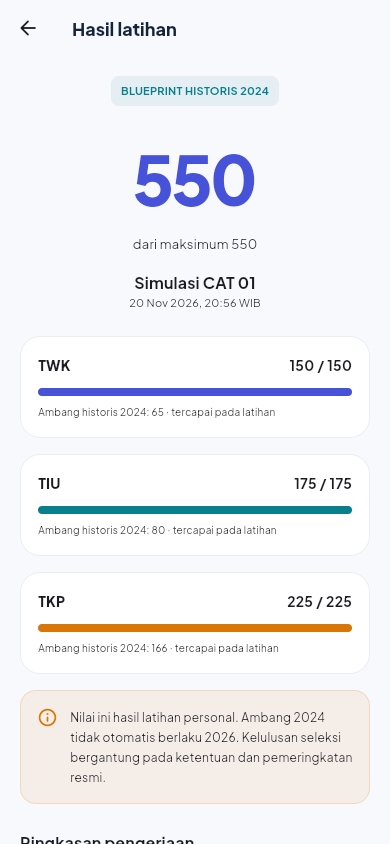 Hasil latihan
BLUEPRINT HISTORIS 2024
550
dari maksimum 550
Simulasi CAT 01
20 Nov 2026, 20:56 WIB
TWK 150 / 150
Ambang historis 2024: 65 · tercapai pada latihan
TIU 175 / 175
Ambang historis 2024: 80 · tercapai pada latihan
TKP 225 / 225
Ambang historis 2024: 166 · tercapai pada latihan
Nilai ini hasil latihan personal. Ambang 2024
tidak otomatis berlaku 2026. Kelulusan seleksi
bergantung pada ketentuan dan pemeringkatan
resmi.
Ringkasan pengerjaan